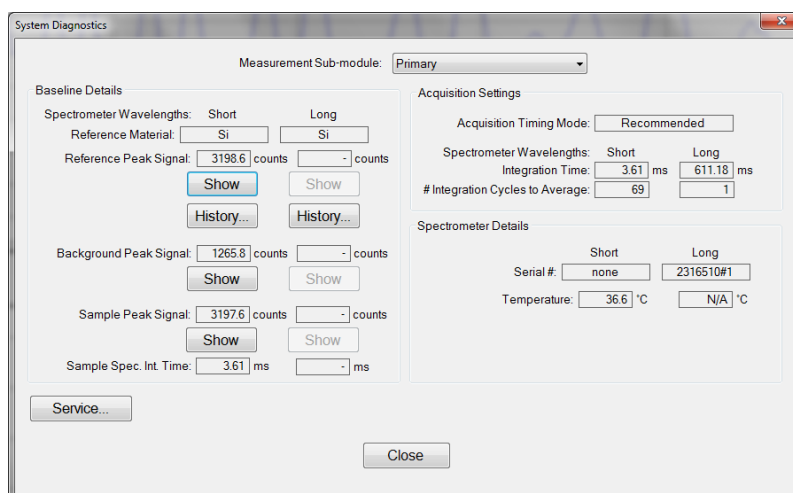 System Diagnostics
Measurement Sub-module: Primary
Baseline Details
Spectrometer Wavelengths: Short Long
Reference Material: Si Si
Reference Peak Signal: 3198.6 counts - counts
Show Show
History... History...
Background Peak Signal: 1265.8 counts - counts
Show Show
Sample Peak Signal: 3197.6 counts - counts
Show Show
Sample Spec. Int. Time: 3.61 ms - ms
Acquisition Settings
Acquisition Timing Mode: Recommended
Spectrometer Wavelengths: Short Long
Integration Time: 3.61 ms 611.18 ms
# Integration Cycles to Average: 69 1
Spectrometer Details
Short Long
Serial #: none 2316510#1
Temperature: 36.6 °C N/A °C
Service...
Close